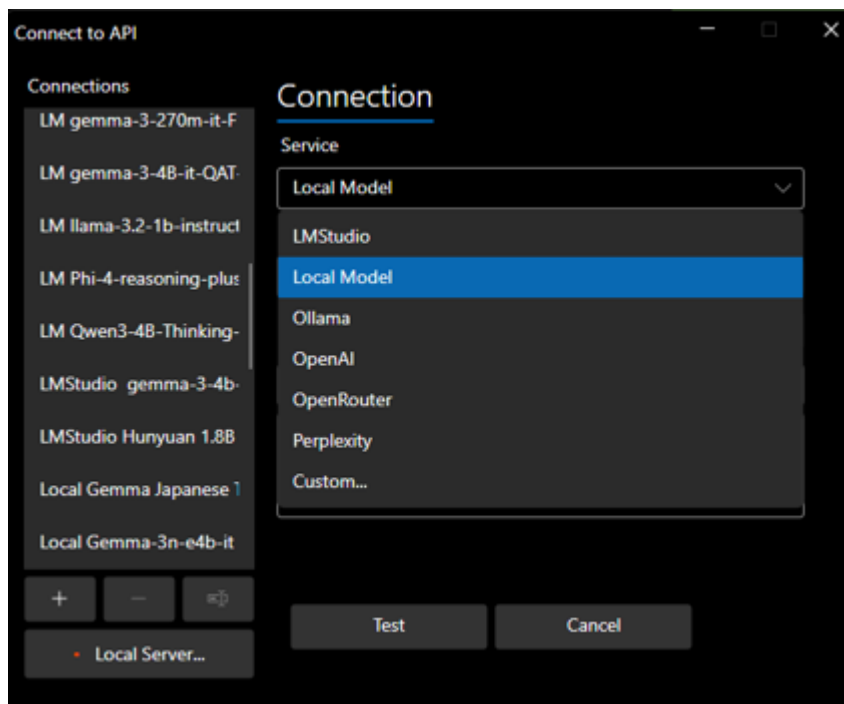 Connect to API
Connections
LM gemma-3-270m-it-F
LM gemma-3-4B-it-QAT-
LM llama-3.2-1b-instruct
LM Phi-4-reasoning-plus
LM Qwen3-4B-Thinking-
LMStudio  gemma-3-4b-
LMStudio Hunyuan 1.8B
Local Gemma Japanese
Local Gemma-3n-e4b-it
Local Server...
Connection
Service
Local Model
LMStudio
Local Model
Ollama
OpenAI
OpenRouter
Perplexity
Custom...
Test
Cancel